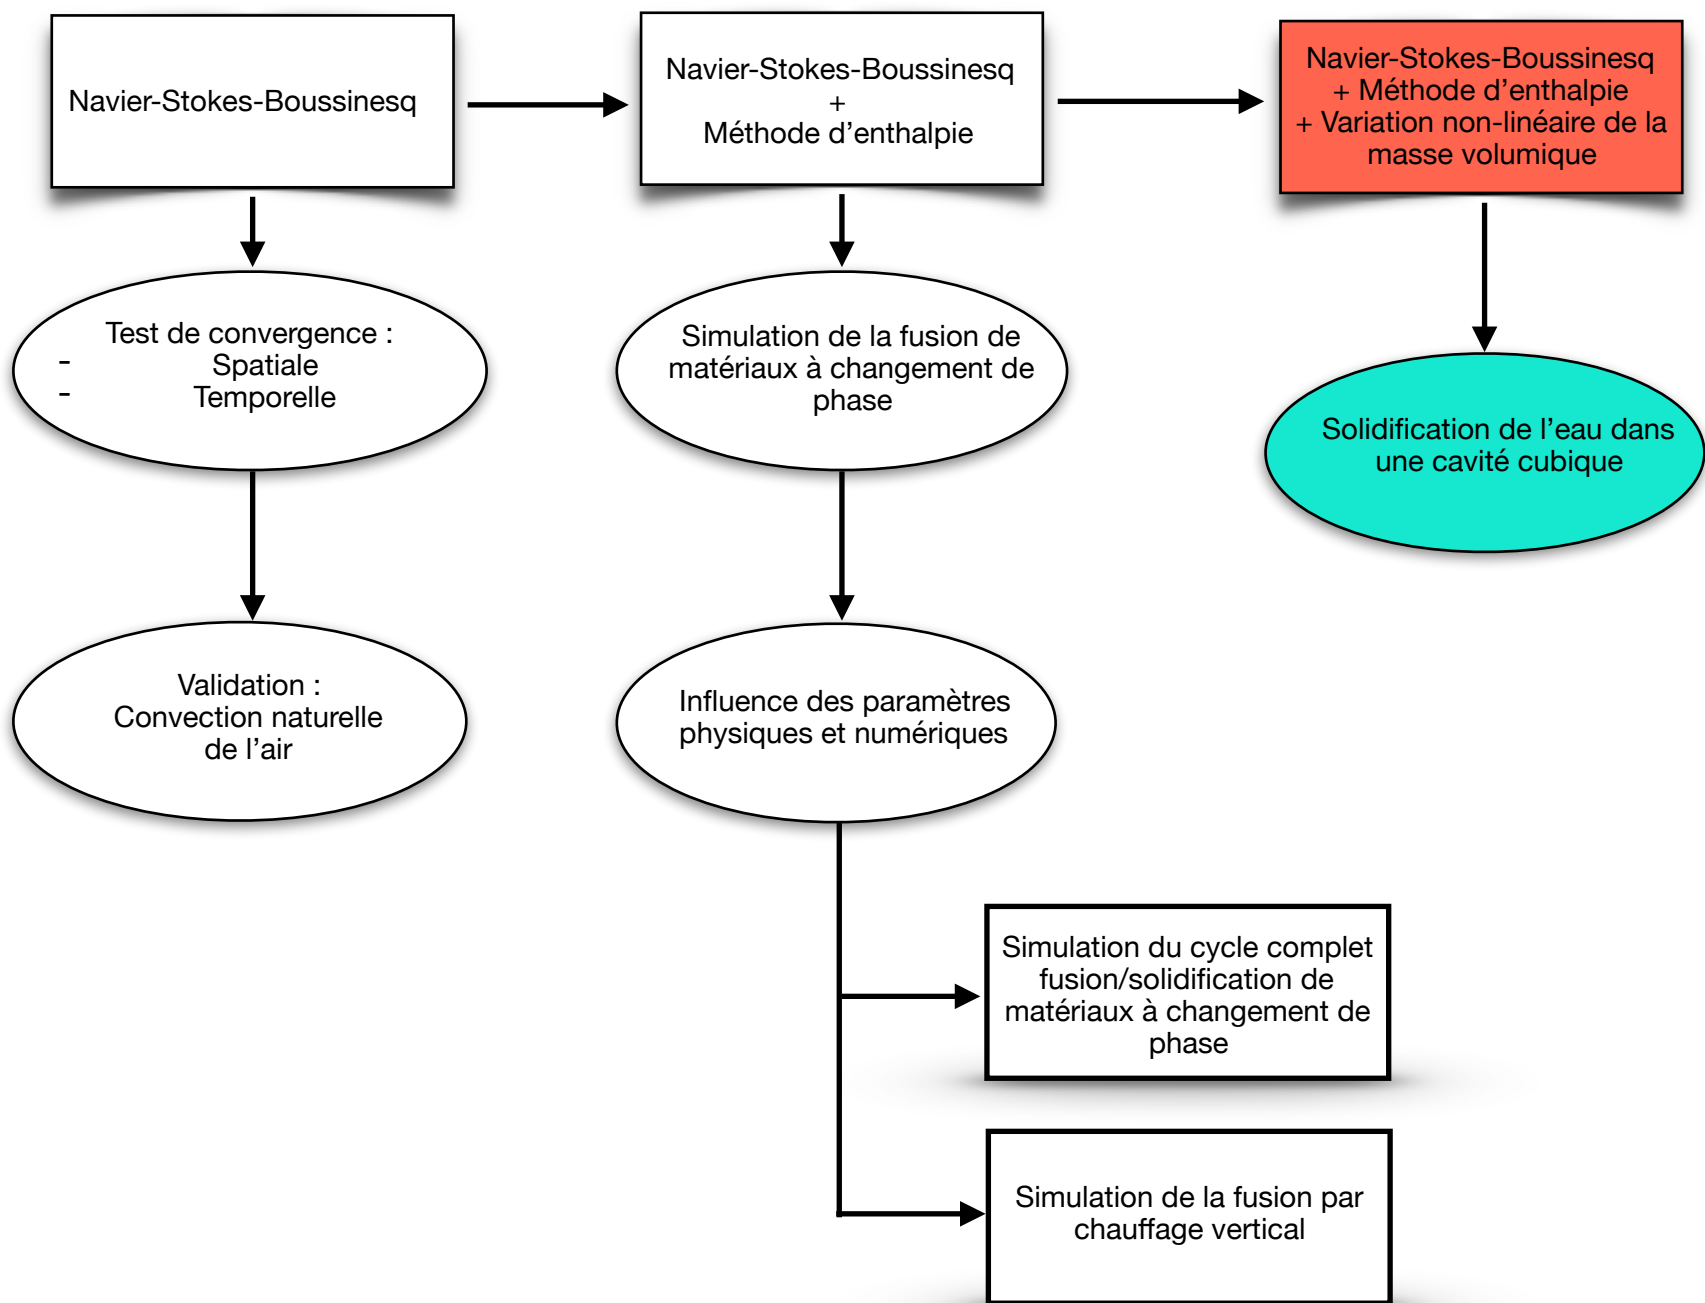 Navier-Stokes-Boussinesq
Navier-Stokes-Boussinesq
+
Méthode d'enthalpie
Navier-Stokes-Boussinesq
+ Méthode d'enthalpie
+ Variation non-linéaire de la
masse volumique
Test de convergence :
- Spatiale
- Temporelle
Simulation de la fusion de
matériaux à changement de
phase
Solidification de l'eau dans
une cavité cubique
Validation :
Convection naturelle
de l'air
Influence des paramètres
physiques et numériques
Simulation du cycle complet
fusion/solidification de
matériaux à changement de
phase
Simulation de la fusion par
chauffage vertical